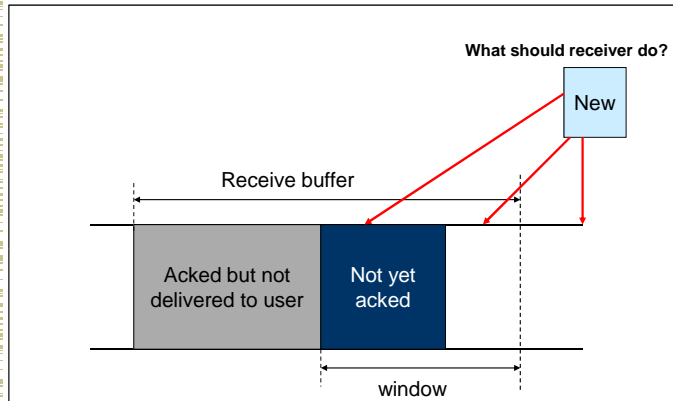 What should receiver do?
New
Receive buffer
Acked but not
delivered to user
Not yet
acked
window